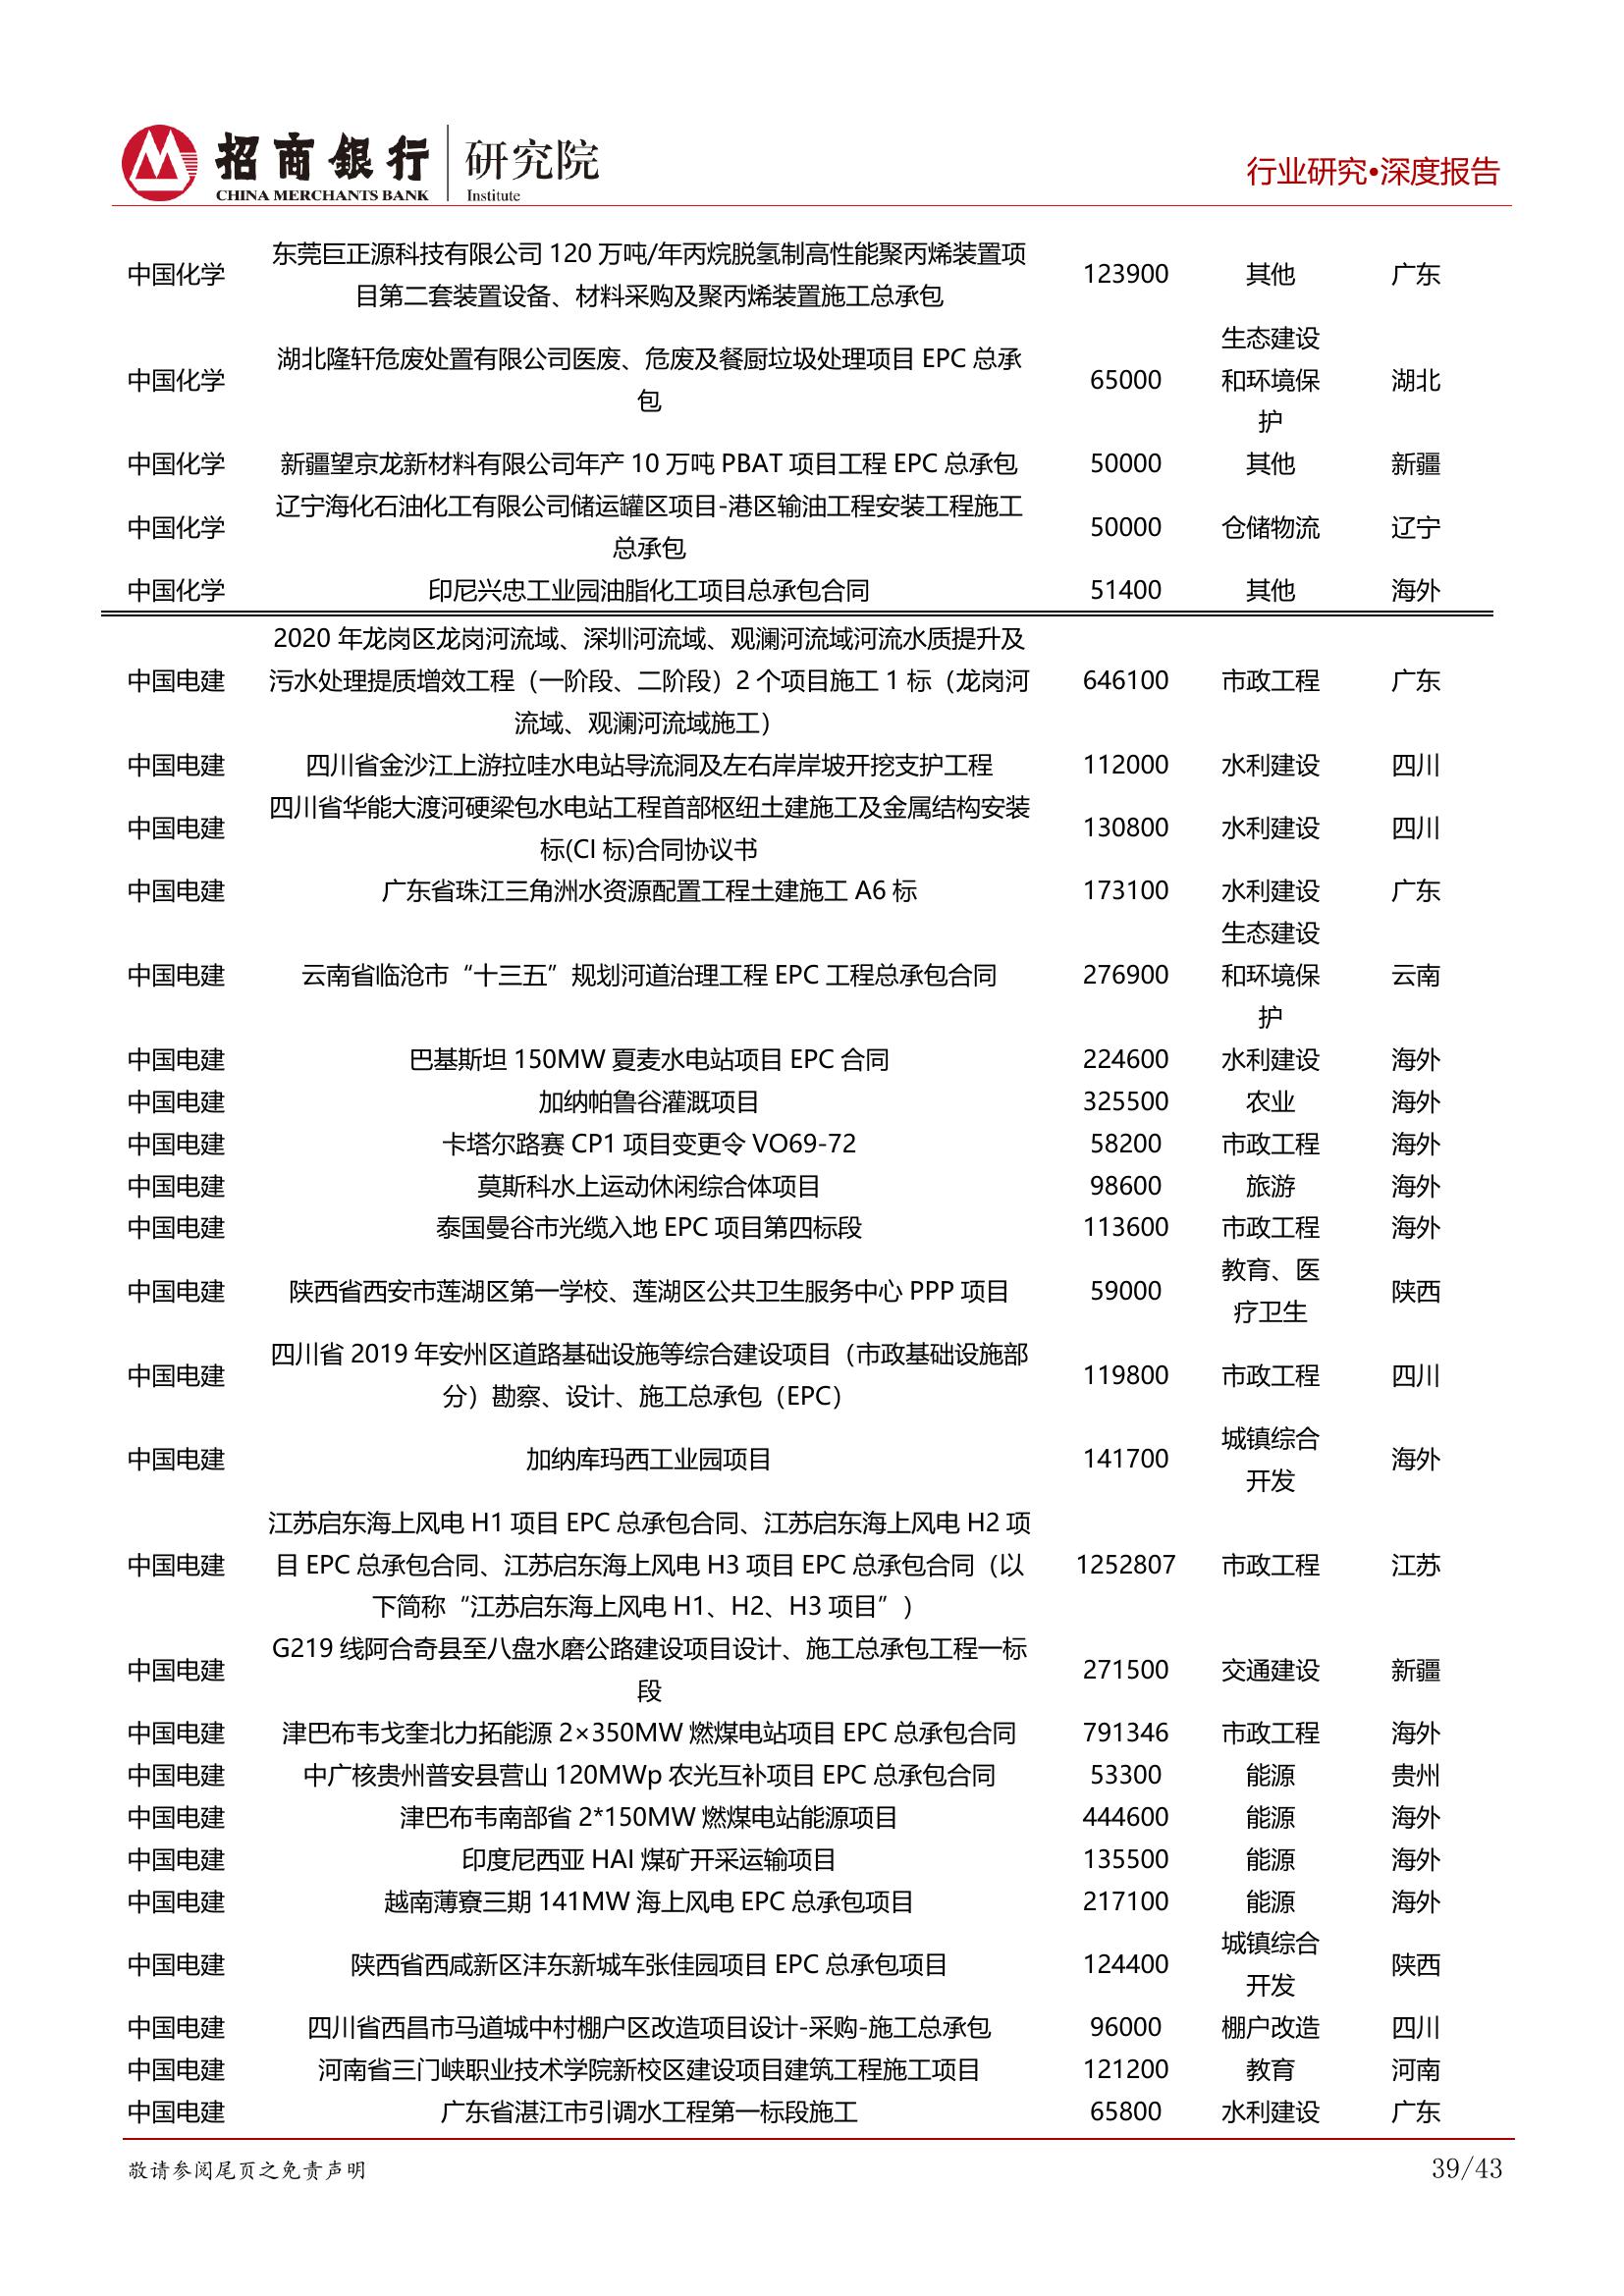 招商银行 研究院
CHINA MERCHANTS BANK Institute
行业研究•深度报告
中国化学 东莞巨正源科技有限公司 120 万吨/年丙烷脱氢制高性能聚丙烯装置项 123900 其他 广东
目第二套装置设备、材料采购及聚丙烯装置施工总承包
中国化学 湖北隆轩危废处置有限公司医废、危废及餐厨垃圾处理项目 EPC 总承 65000 生态建设 湖北
包 和环境保
护
中国化学 新疆望京龙新材料有限公司年产 10 万吨 PBAT 项目工程 EPC 总承包 50000 其他 新疆
中国化学 辽宁海化石油化工有限公司储运罐区项目-港区输油工程安装工程施工 50000 仓储物流 辽宁
总承包
中国化学 印尼兴忠工业园油脂化工项目总承包合同 51400 其他 海外
2020 年龙岗区龙岗河流域、深圳河流域、观澜河流域河流水质提升及
中国电建 污水处理提质增效工程（一阶段、二阶段）2 个项目施工 1 标（龙岗河 646100 市政工程 广东
流域、观澜河流域施工）
中国电建 四川省金沙江上游拉哇水电站导流洞及左右岸岸坡开挖支护工程 112000 水利建设 四川
中国电建 四川省华能大渡河硬梁包水电站工程首部枢纽土建施工及金属结构安装 130800 水利建设 四川
标(CI 标)合同协议书
中国电建 广东省珠江三角洲水资源配置工程土建施工 A6 标 173100 水利建设 广东
生态建设
中国电建 云南省临沧市“十三五”规划河道治理工程 EPC 工程总承包合同 276900 和环境保 云南
护
中国电建 巴基斯坦 150MW 夏麦水电站项目 EPC 合同 224600 水利建设 海外
中国电建 加纳帕鲁谷灌溉项目 325500 农业 海外
中国电建 卡塔尔路赛 CP1 项目变更令 VO69-72 58200 市政工程 海外
中国电建 莫斯科水上运动休闲综合体项目 98600 旅游 海外
中国电建 泰国曼谷市光缆入地 EPC 项目第四标段 113600 市政工程 海外
中国电建 陕西省西安市莲湖区第一学校、莲湖区公共卫生服务中心 PPP 项目 59000 教育、医 陕西
疗卫生
中国电建 四川省 2019 年安州区道路基础设施等综合建设项目（市政基础设施部 119800 市政工程 四川
分）勘察、设计、施工总承包（EPC）
中国电建 加纳库玛西工业园项目 141700 城镇综合 海外
开发
江苏启东海上风电 H1 项目 EPC 总承包合同、江苏启东海上风电 H2 项
中国电建 目 EPC 总承包合同、江苏启东海上风电 H3 项目 EPC 总承包合同（以 1252807 市政工程 江苏
下简称“江苏启东海上风电 H1、H2、H3 项目”）
中国电建 G219 线阿合奇县至八盘水磨公路建设项目设计、施工总承包工程一标 271500 交通建设 新疆
段
中国电建 津巴布韦戈奎北力拓能源 2×350MW 燃煤电站项目 EPC 总承包合同 791346 市政工程 海外
中国电建 中广核贵州普安县营山 120MWp 农光互补项目 EPC 总承包合同 53300 能源 贵州
中国电建 津巴布韦南部省 2*150MW 燃煤电站能源项目 444600 能源 海外
中国电建 印度尼西亚 HAI 煤矿开采运输项目 135500 能源 海外
中国电建 越南薄寮三期 141MW 海上风电 EPC 总承包项目 217100 能源 海外
中国电建 陕西省西咸新区沣东新城车张佳园项目 EPC 总承包项目 124400 城镇综合 陕西
开发
中国电建 四川省西昌市马道城中村棚户区改造项目设计-采购-施工总承包 96000 棚户改造 四川
中国电建 河南省三门峡职业技术学院新校区建设项目建筑工程施工项目 121200 教育 河南
中国电建 广东省湛江市引调水工程第一标段施工 65800 水利建设 广东
敬请参阅尾页之免责声明 39/43